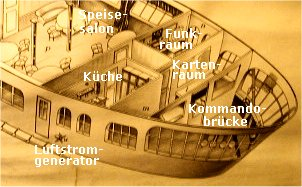 Speise-
salon
Funk-
raum
Karten-
raum
Küche
Kommando-
brücke
Luftstrom-
generator